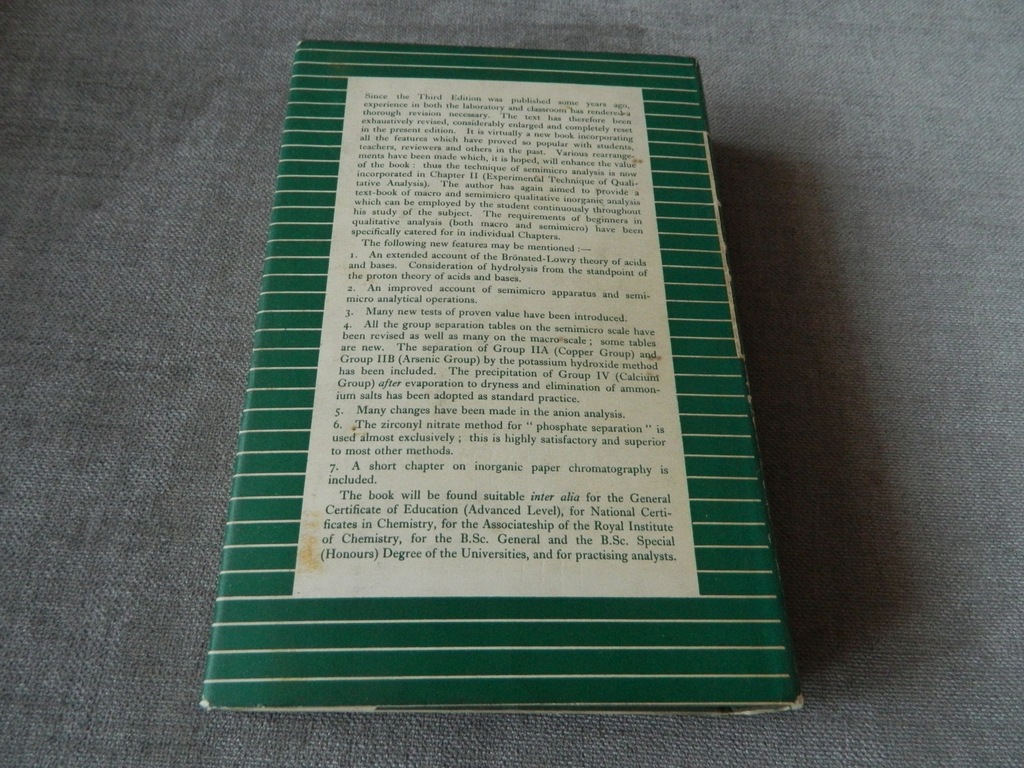 Since the Third Edition was published some years ago,
experience in both the laboratory and classroom has rendered a
thorough revision necessary. The text has therefore been
exhaustively revised, considerably enlarged and completely reset
in the present edition. It is virtually a new book incorporating
all the features which have proved so popular with students,
teachers, reviewers and others in the past. Various rearrange-
ments have been made which, it is hoped, will enhance the value
of the book : thus the technique of semimicro analysis is now
incorporated in Chapter II (Experimental Technique of Quali-
tative Analysis). The author has again aimed to provide a
text-book of macro and semimicro qualitative inorganic analysis
which can be employed by the student continuously throughout
his study of the subject. The requirements of beginners in
qualitative analysis (both macro and semimicro) have been
specifically catered for in individual Chapters.
The following new features may be mentioned :—
1. An extended account of the Brönsted-Lowry theory of acids
and bases. Consideration of hydrolysis from the standpoint of
the proton theory of acids and bases.
2. An improved account of semimicro apparatus and semi-
micro analytical operations.
3. Many new tests of proven value have been introduced.
4. All the group separation tables on the semimicro scale have
been revised as well as many on the macro scale ; some tables
are new. The separation of Group IIA (Copper Group) and
Group IIB (Arsenic Group) by the potassium hydroxide method
has been included. The precipitation of Group IV (Calcium
Group) after evaporation to dryness and elimination of ammon-
ium salts has been adopted as standard practice.
5. Many changes have been made in the anion analysis.
6. The zirconyl nitrate method for " phosphate separation " is
used almost exclusively ; this is highly satisfactory and superior
to most other methods.
7. A short chapter on inorganic paper chromatography is
included.
The book will be found suitable inter alia for the General
Certificate of Education (Advanced Level), for National Certi-
ficates in Chemistry, for the Associateship of the Royal Institute
of Chemistry, for the B.Sc. General and the B.Sc. Special
(Honours) Degree of the Universities, and for practising analysts.